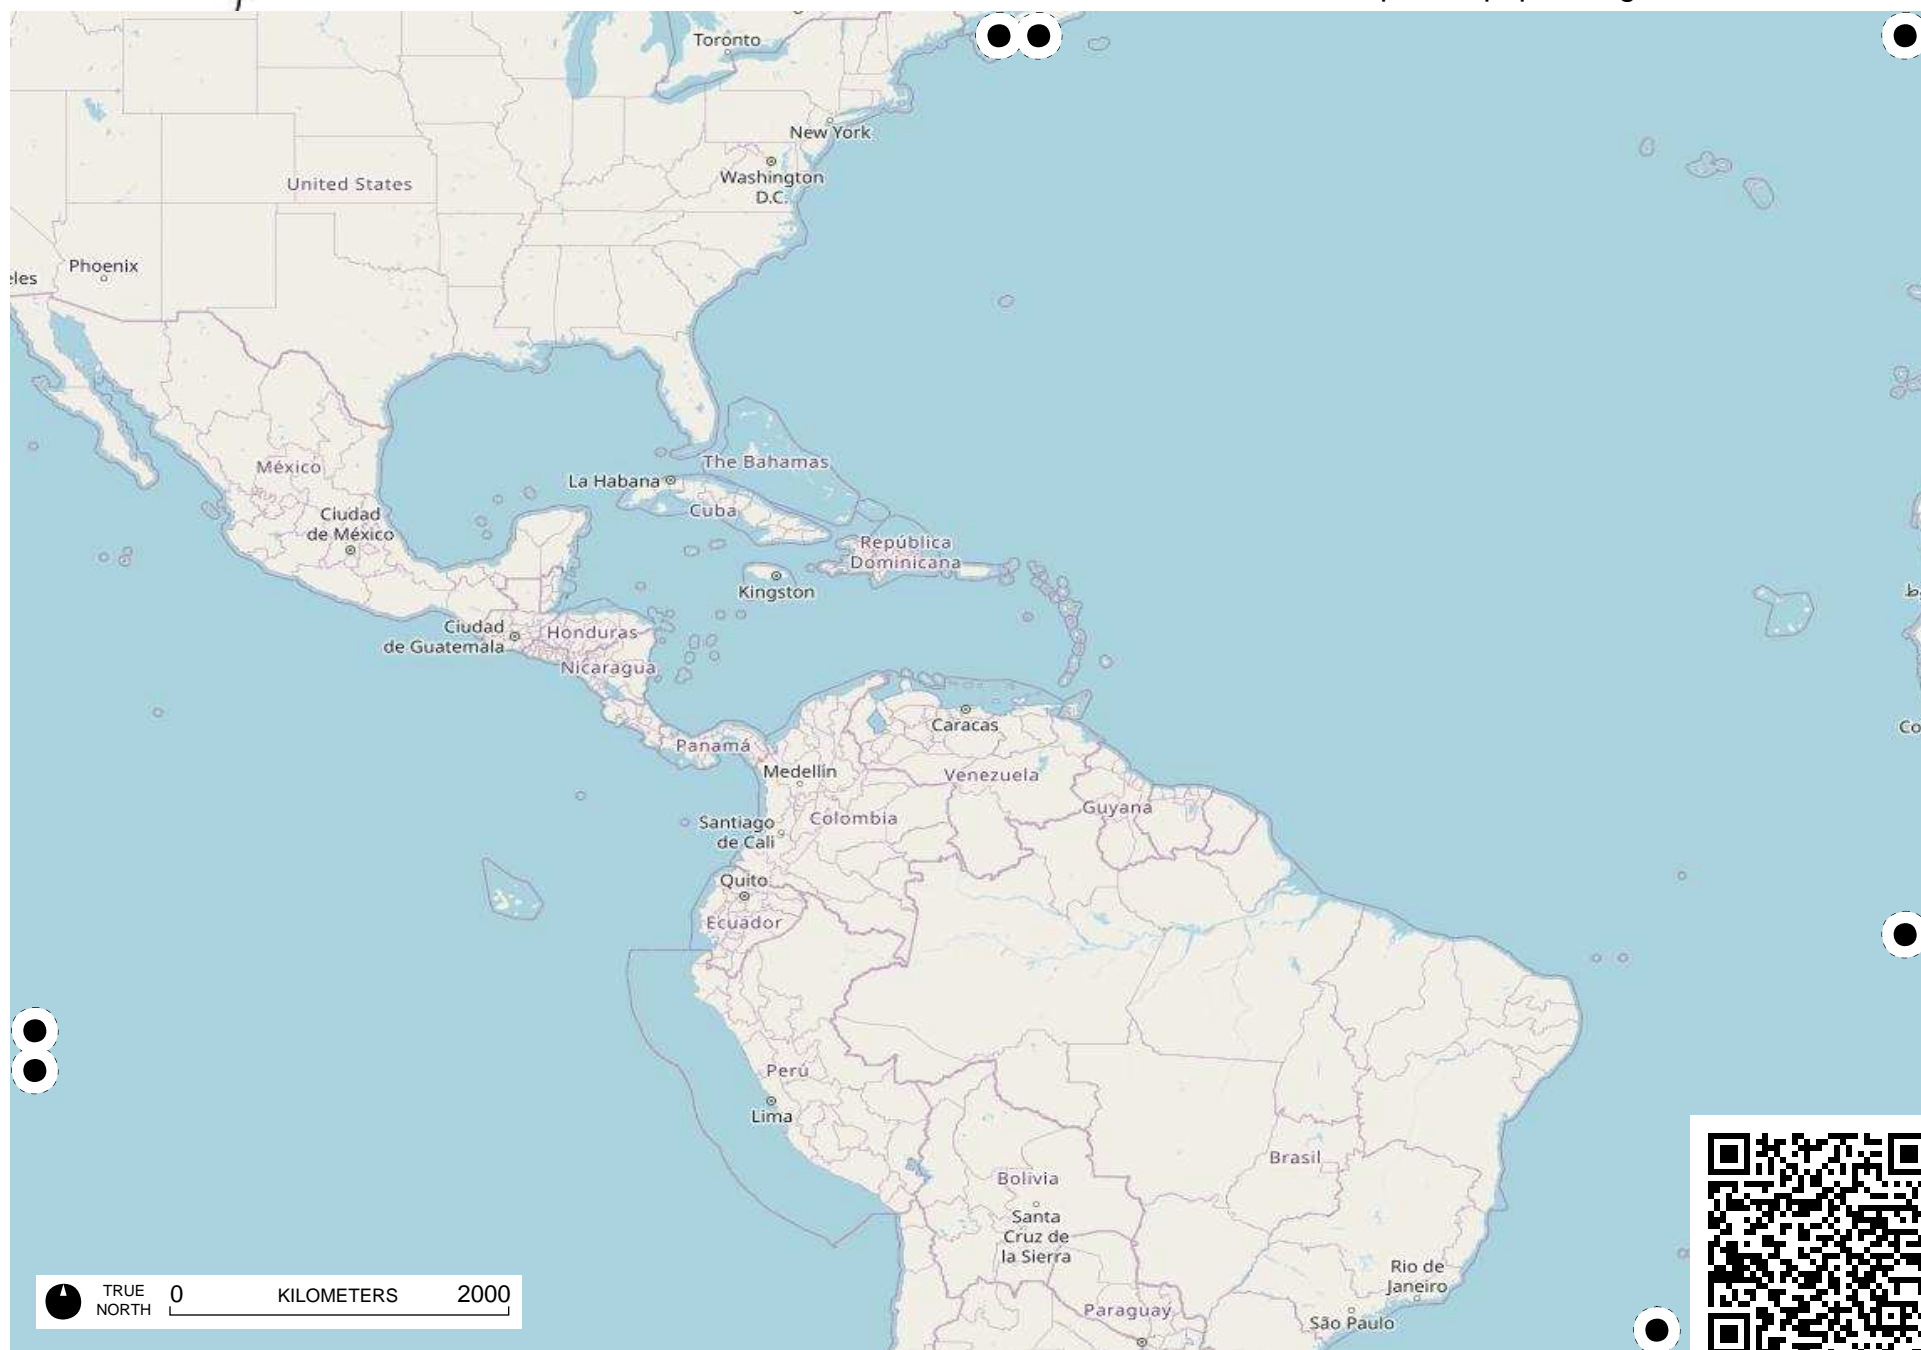 Toronto
New York
Washington
D.C.
United States
Phoenix
eles
México
Ciudad
de México
La Habana
The Bahamas
Cuba
República
Dominicana
Kingston
Ciudad
de Guatemala
Honduras
Nicaragua
Caracas
Panamá
Medellín
Venezuela
Guyana
Santiago
de Cali
Colombia
Co
Quito
Ecuador
Perú
Lima
Brasil
Bolivia
Santa
Cruz de
la Sierra
Rio de
Janeiro
Paraguay
São Paulo
TRUE
NORTH
0 KILOMETERS 2000